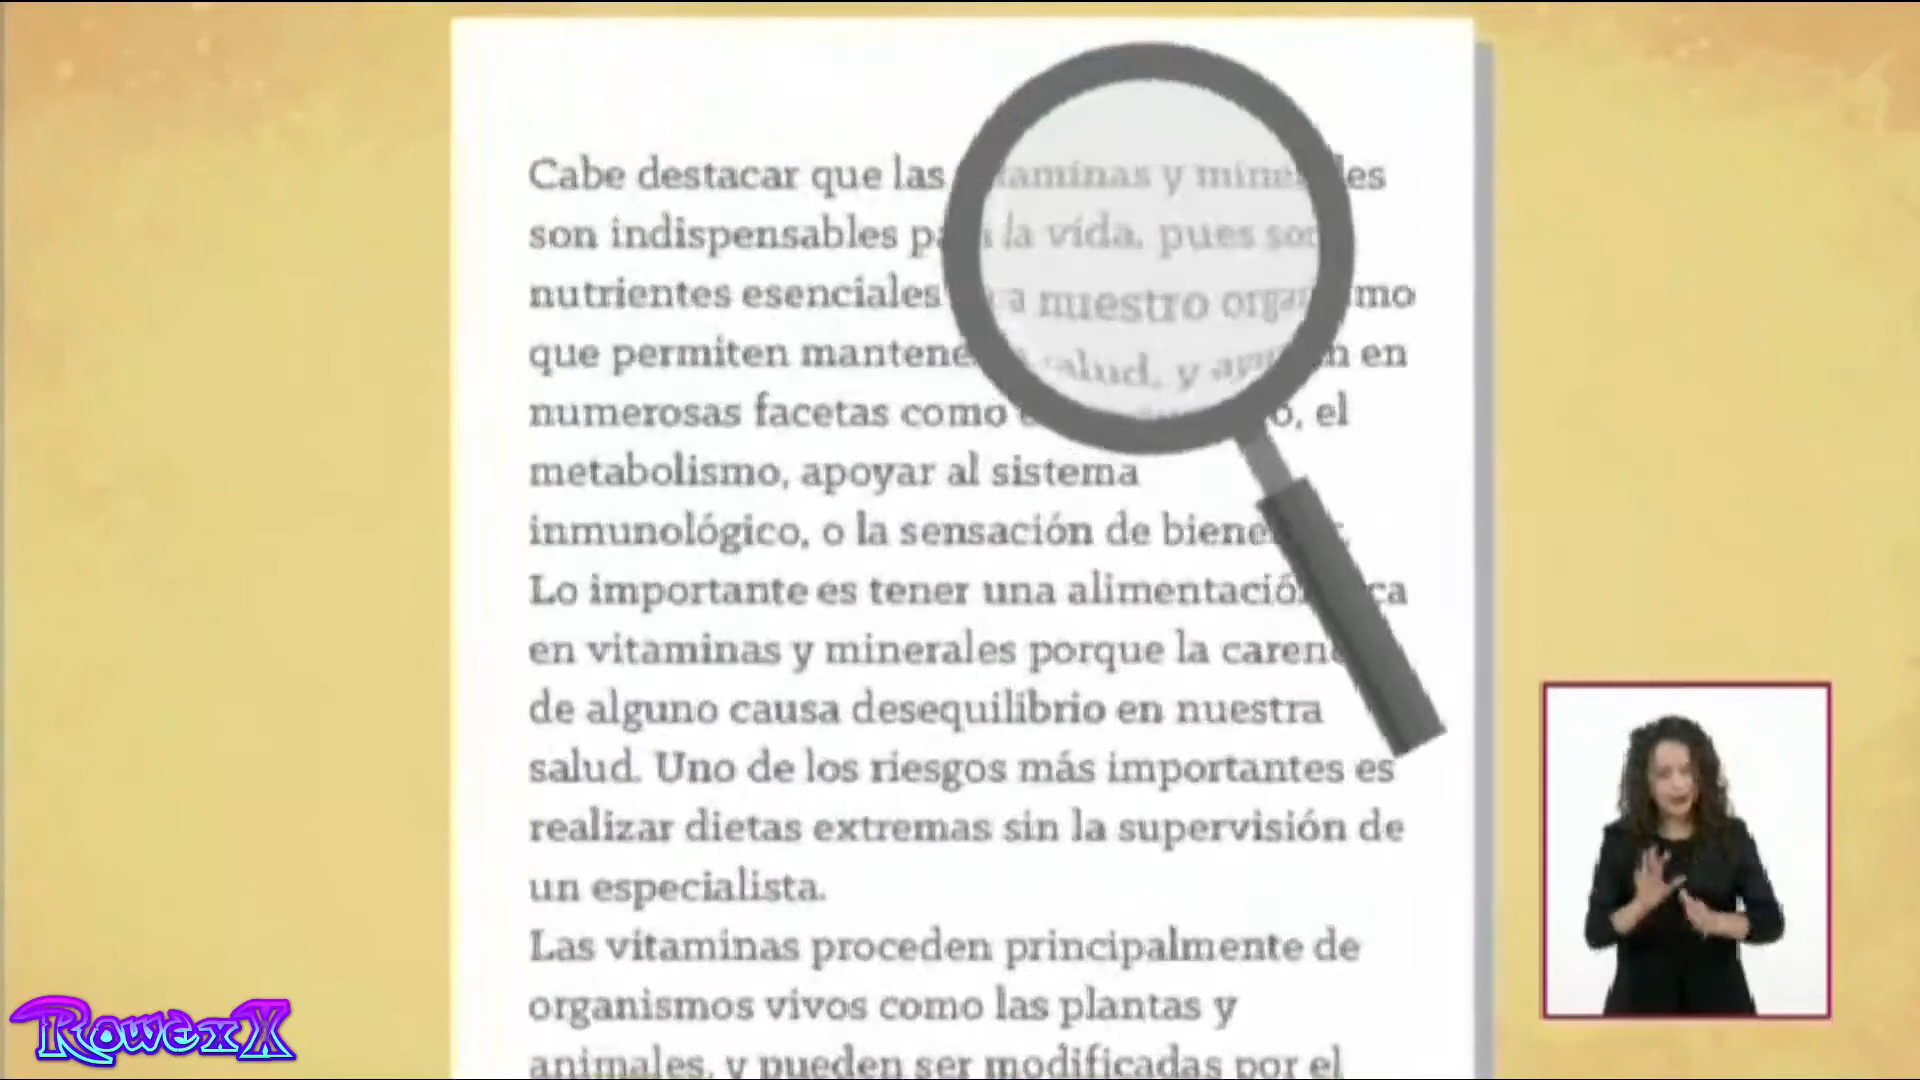 Cabe destacar que las vitaminas y minerales
son indispensables para la vida, pues son
nutrientes esenciales para nuestro organismo
que permiten mantener la salud, y ayudan en
numerosas facetas como el, el
metabolismo, apoyar al sistema
inmunológico, o la sensación de bienestar.
Lo importante es tener una alimentación rica
en vitaminas y minerales porque la carencia
de alguno causa desequilibrio en nuestra
salud. Uno de los riesgos más importantes es
realizar dietas extremas sin la supervisión de
un especialista.
Las vitaminas proceden principalmente de
organismos vivos como las plantas y
animales, y pueden ser modificadas por el
RowexX